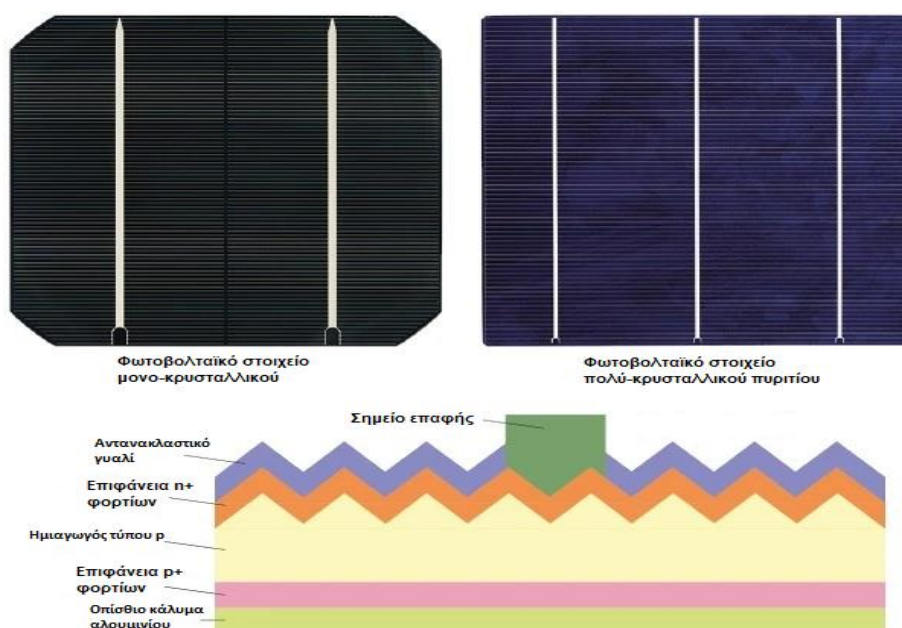 Φωτοβολταϊκό στοιχείο
μονο-κρυσταλλικού
Φωτοβολταϊκό στοιχείο
πολύ-κρυσταλλικού πυριτίου
Σημείο επαφής
Αντανακλαστικό
γυαλί
Επιφάνεια n+
φορτίων
Ημιαγωγός τύπου p
Επιφάνεια p+
φορτίων
Οπίσθιο κάλυμα
αλουμινίου